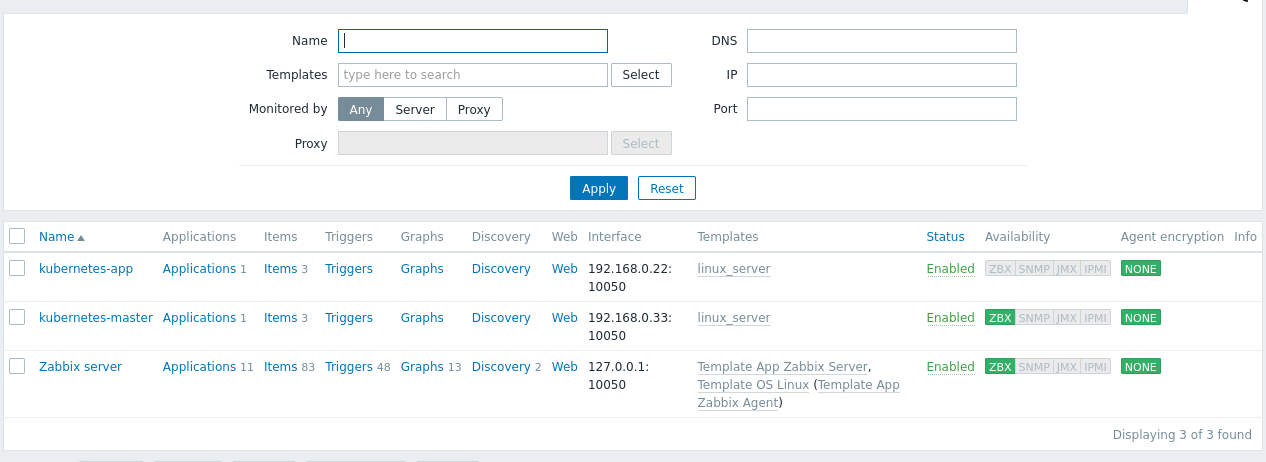 Name DNS
Templates type here to search Select IP
Monitored by Any Server Proxy Port
Proxy Select
Apply Reset
Name Applications Items Triggers Graphs Discovery Web Interface Templates Status Availability Agent encryption Info
kubernetes-app Applications 1 Items 3 Triggers Graphs Discovery Web 192.168.0.22: linux_server Enabled ZBX SNMP JMX IPMI NONE
10050
kubernetes-master Applications 1 Items 3 Triggers Graphs Discovery Web 192.168.0.33: linux_server Enabled ZBX SNMP JMX IPMI NONE
10050
Zabbix server Applications 11 Items 83 Triggers 48 Graphs 13 Discovery 2 Web 127.0.0.1: Template App Zabbix Server, Enabled ZBX SNMP JMX IPMI NONE
10050 Template OS Linux (Template App
Zabbix Agent)
Displaying 3 of 3 found